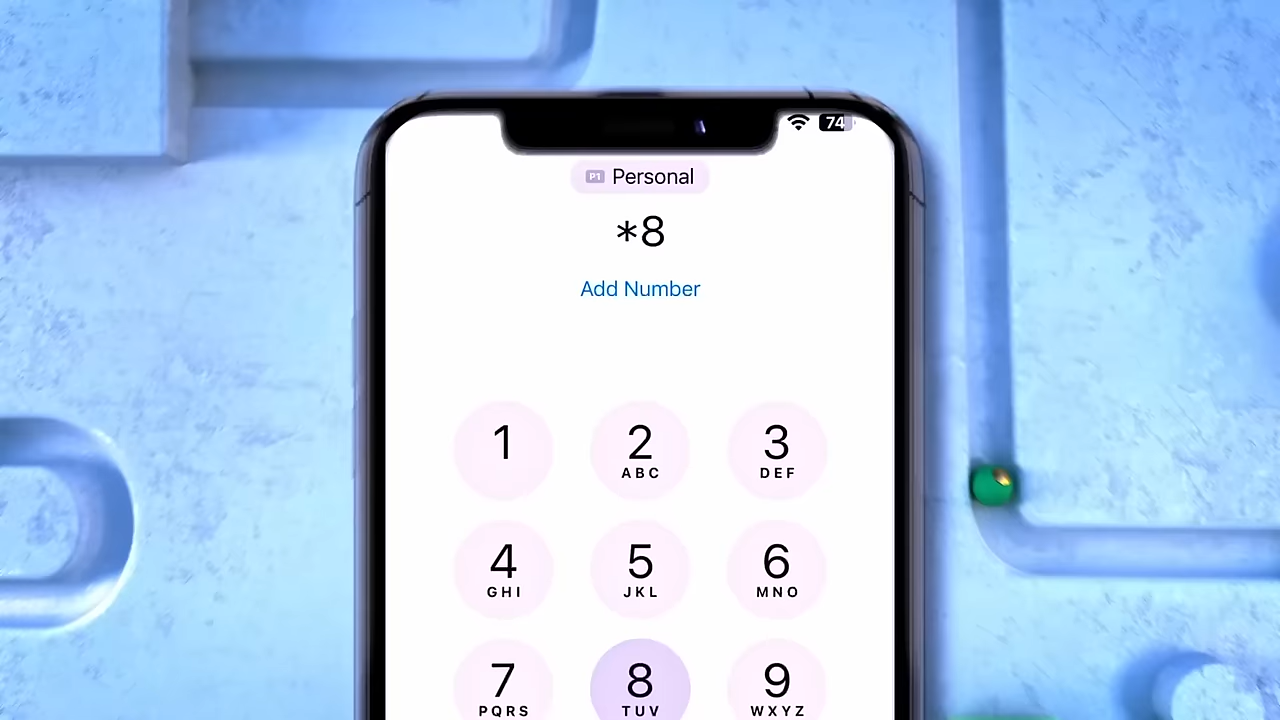 74
P1 Personal
*8
Add Number
1
2
ABC
3
DEF
4
GHI
5
JKL
6
MNO
7
PQRS
8
TUV
9
WXYZ